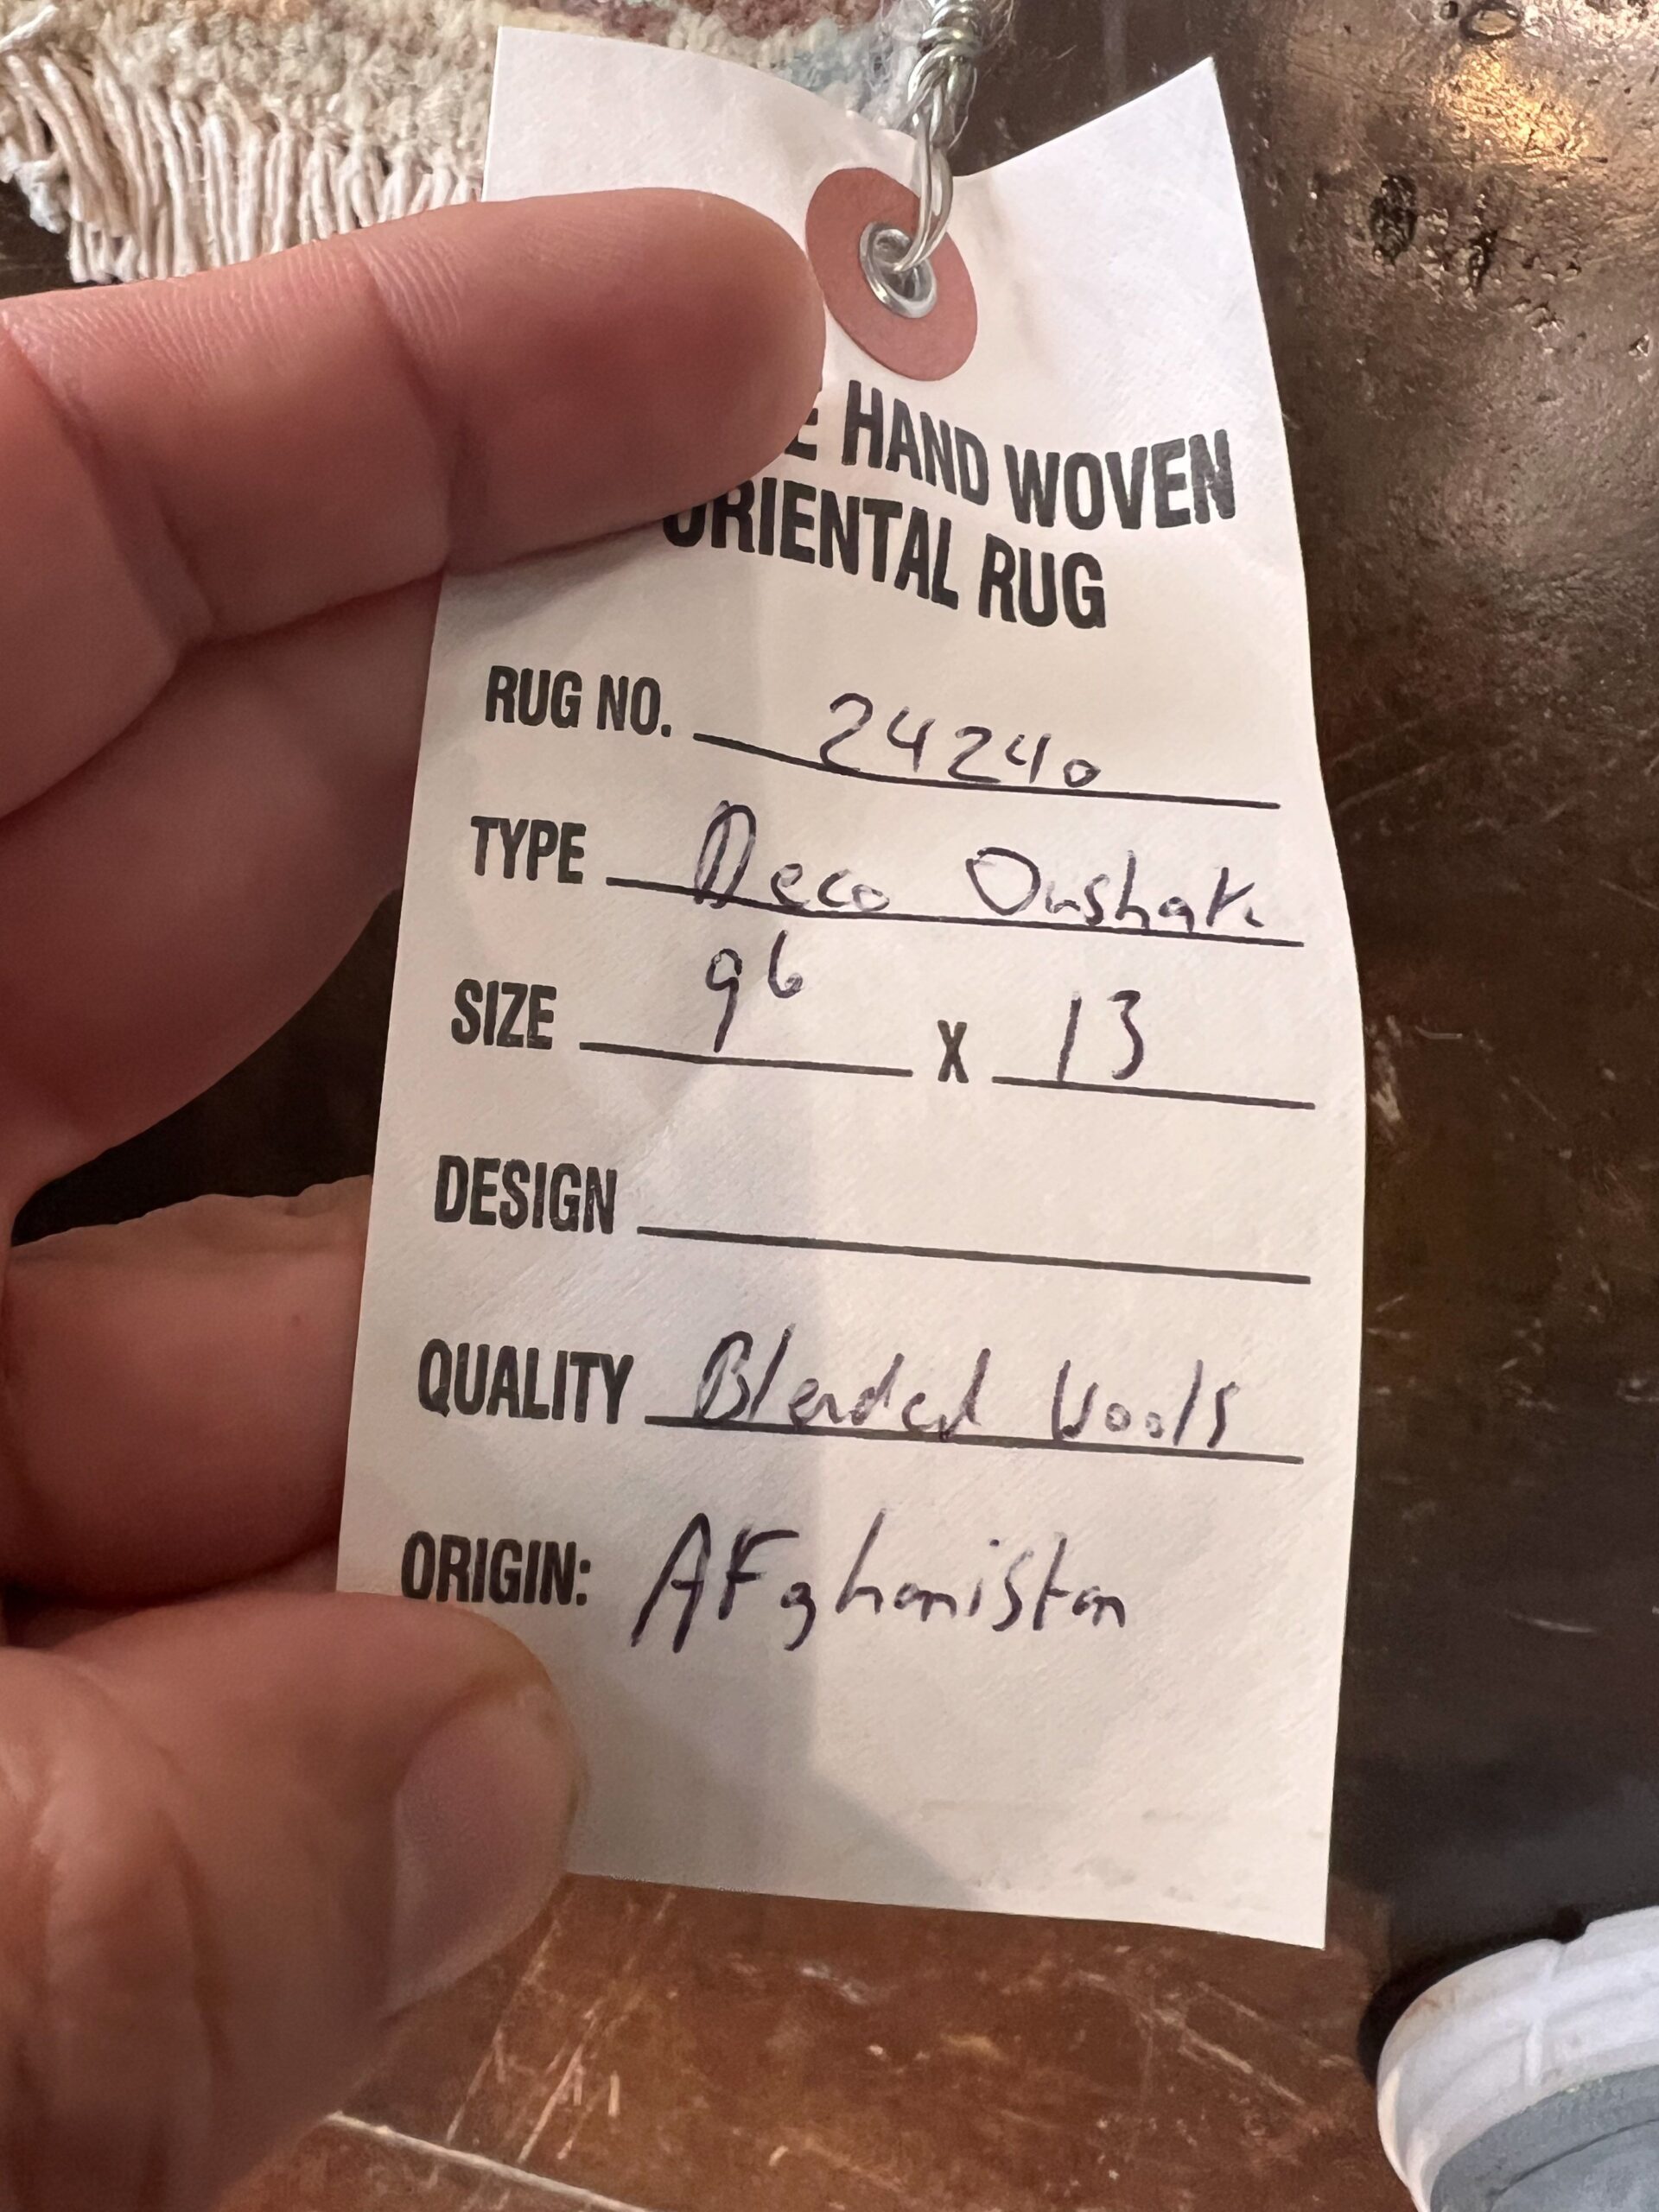 HAND WOVEN
ORIENTAL RUG
RUG NO. 24240
TYPE Deco Oushak
SIZE 9⁶ X 13
DESIGN
QUALITY Blended Wools
ORIGIN: AFghanistan